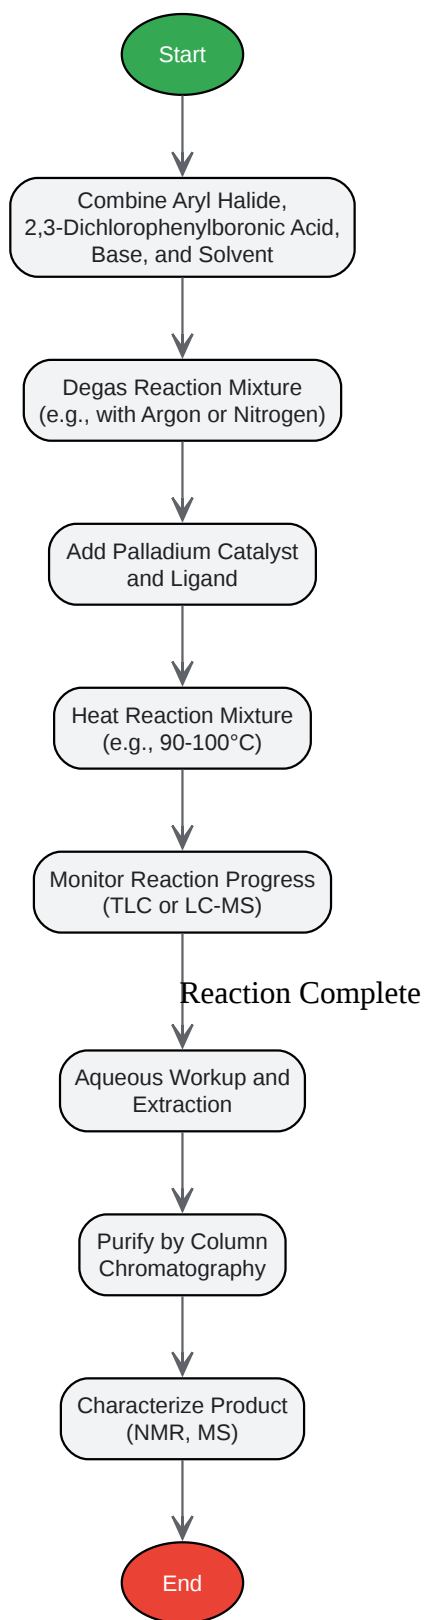 Start
Combine Aryl Halide,
2,3-Dichlorophenylboronic Acid,
Base, and Solvent
Degas Reaction Mixture
(e.g., with Argon or Nitrogen)
Add Palladium Catalyst
and Ligand
Heat Reaction Mixture
(e.g., 90-100°C)
Monitor Reaction Progress
(TLC or LC-MS)
Reaction Complete
Aqueous Workup and
Extraction
Purify by Column
Chromatography
Characterize Product
(NMR, MS)
End